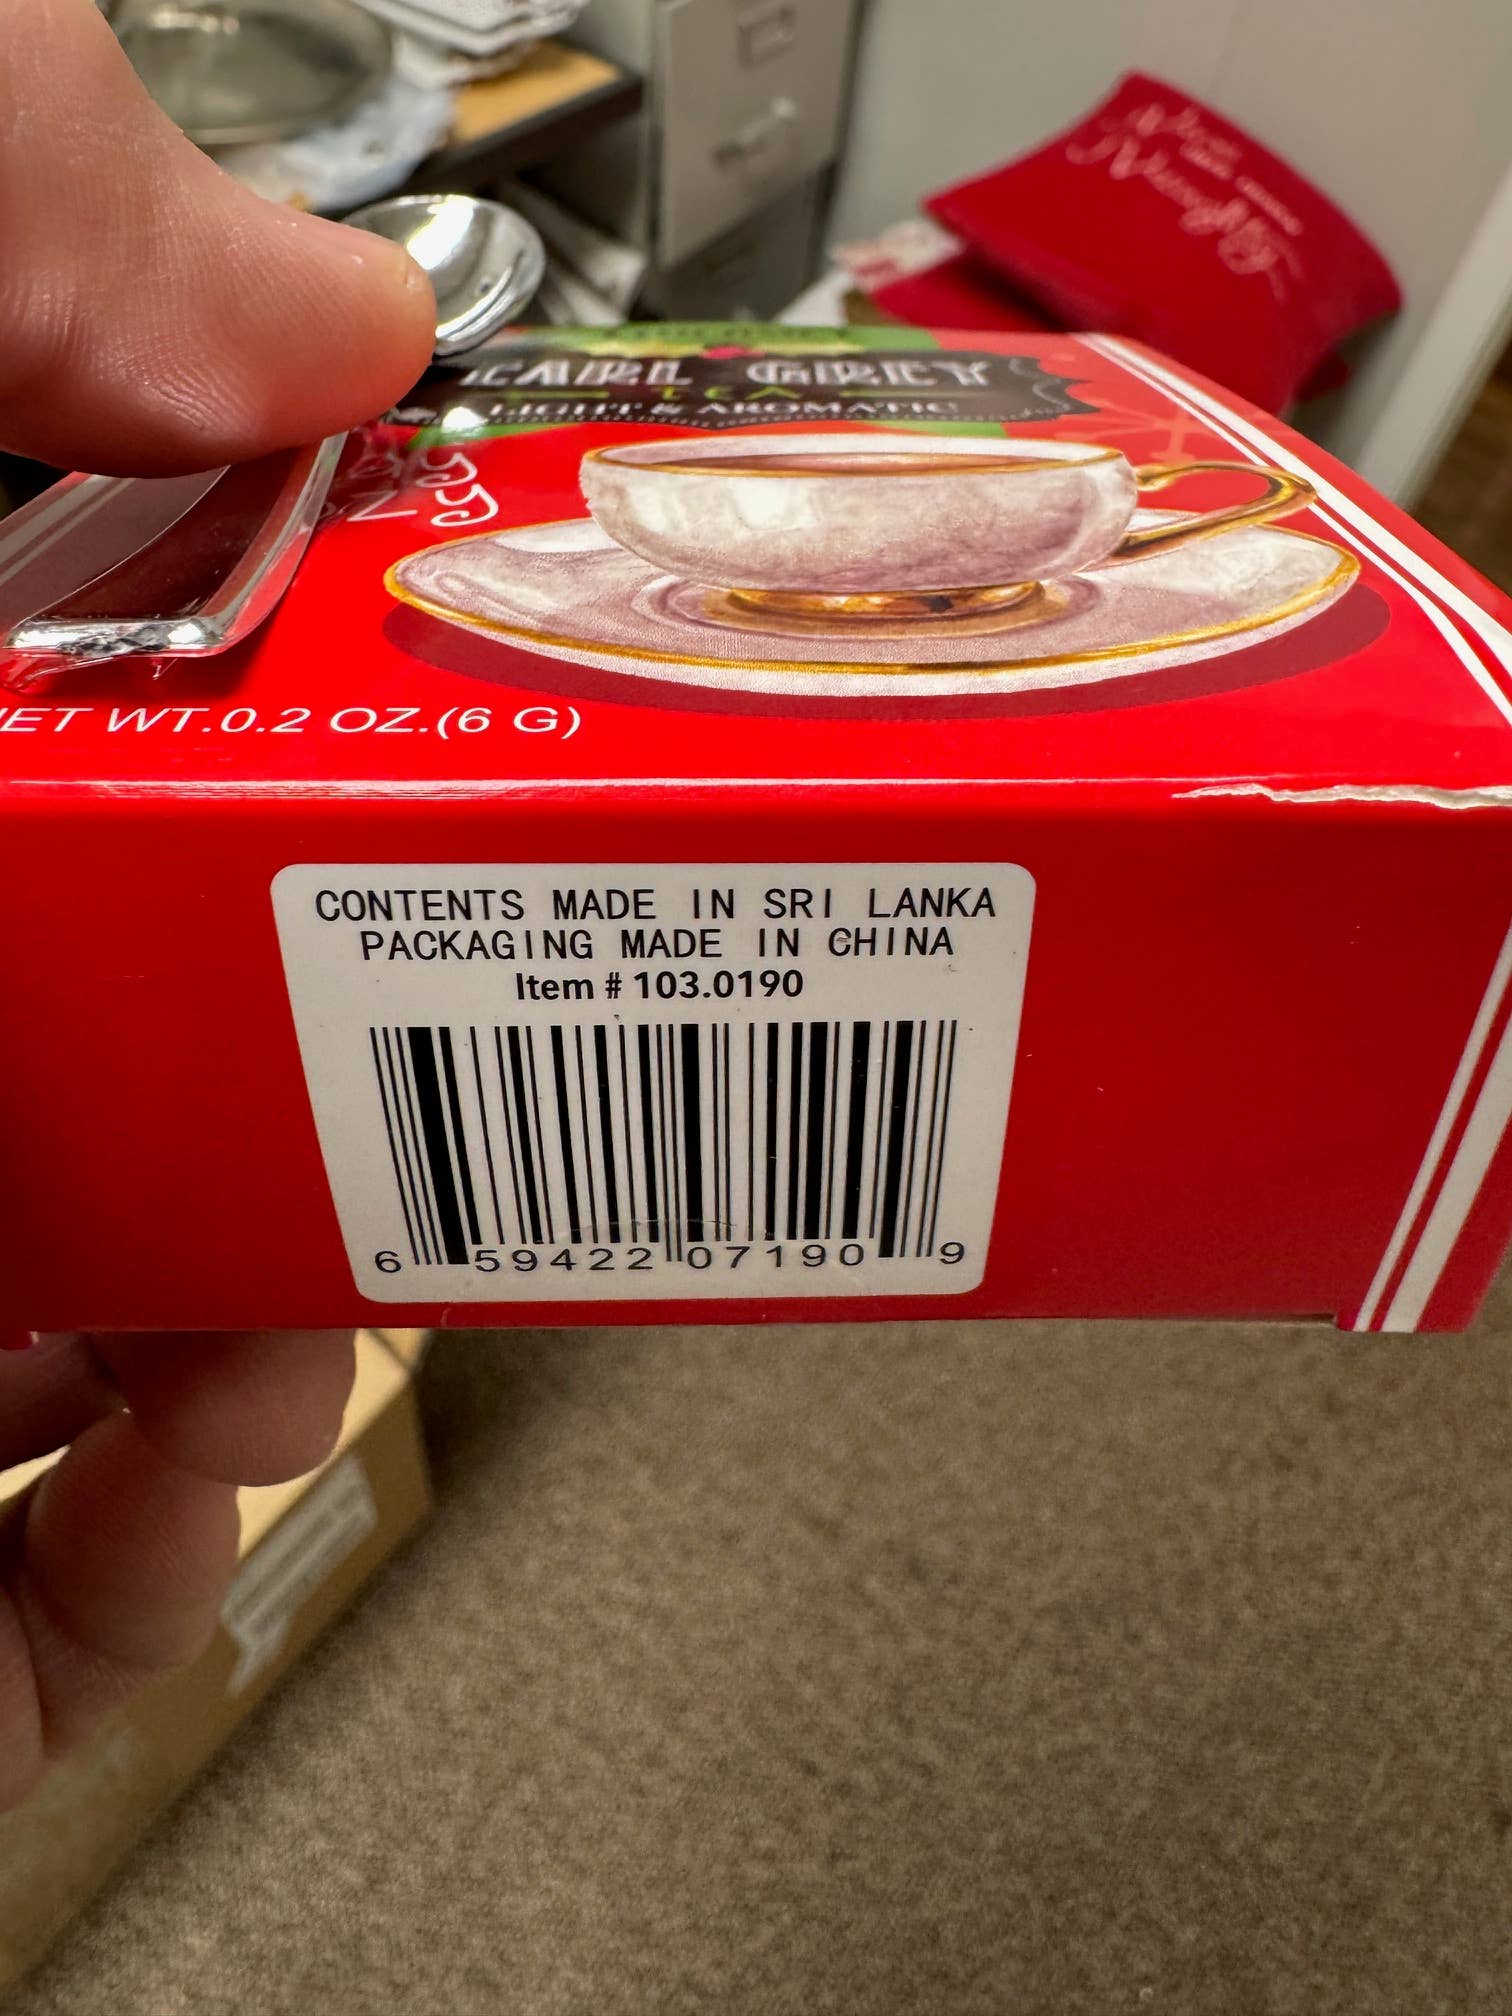 EARL GREY
TEA
LIGHT & AROMATIC
NET WT.0.2 OZ.(6 G)
CONTENTS MADE IN SRI LANKA
PACKAGING MADE IN CHINA
Item # 103.0190
6 59422 07190 9
Naughty